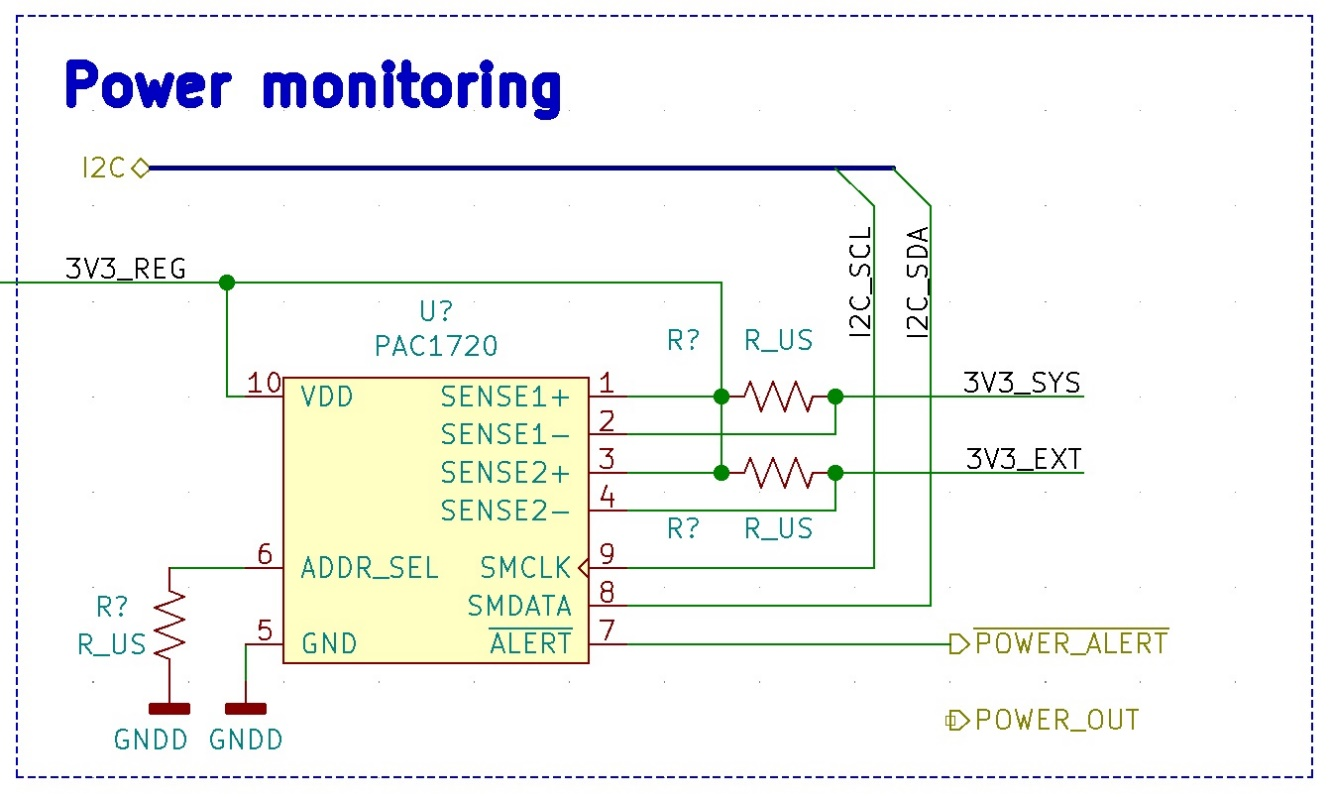 Power monitoring
I2C
3V3_REG
I2C_SCL
I2C_SDA
U?
PAC1720
R? R_US
10 VDD SENSE1+ 1
3V3_SYS
SENSE1- 2
SENSE2+ 3
3V3_EXT
SENSE2- 4
R? R_US
6 ADDR_SEL SMCLK 9
R?
R_US
SMDATA 8
5 GND ALERT 7
POWER_ALERT
GNDD GNDD
POWER_OUT